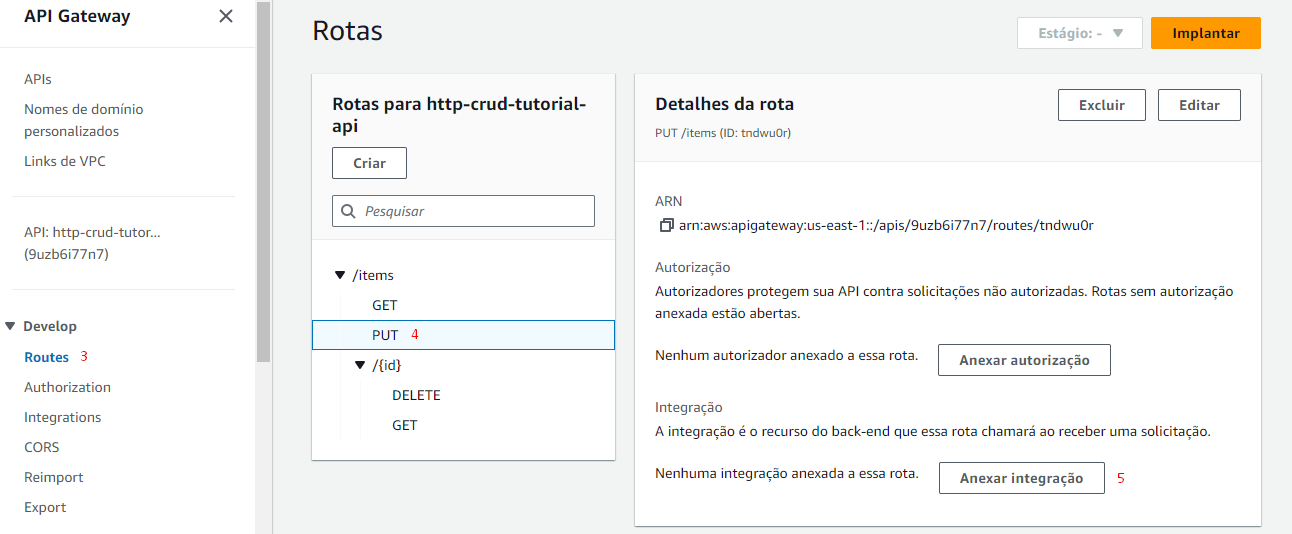 API Gateway
APIs
Nomes de domínio
personalizados
Links de VPC
API: http-crud-tutor...
(9uzb6i77n7)
Develop
Routes 3
Authorization
Integrations
CORS
Reimport
Export
Rotas
Estágio: -
Implantar
Rotas para http-crud-tutorial-
api
Criar
Pesquisar
/items
GET
PUT 4
/{id}
DELETE
GET
Detalhes da rota
Excluir
Editar
PUT /items (ID: tndwu0r)
ARN
arn:aws:apigateway:us-east-1::/apis/9uzb6i77n7/routes/tndwu0r
Autorização
Autorizadores protegem sua API contra solicitações não autorizadas. Rotas sem autorização
anexada estão abertas.
Nenhum autorizador anexado a essa rota.
Anexar autorização
Integração
A integração é o recurso do back-end que essa rota chamará ao receber uma solicitação.
Nenhuma integração anexada a essa rota.
Anexar integração 5